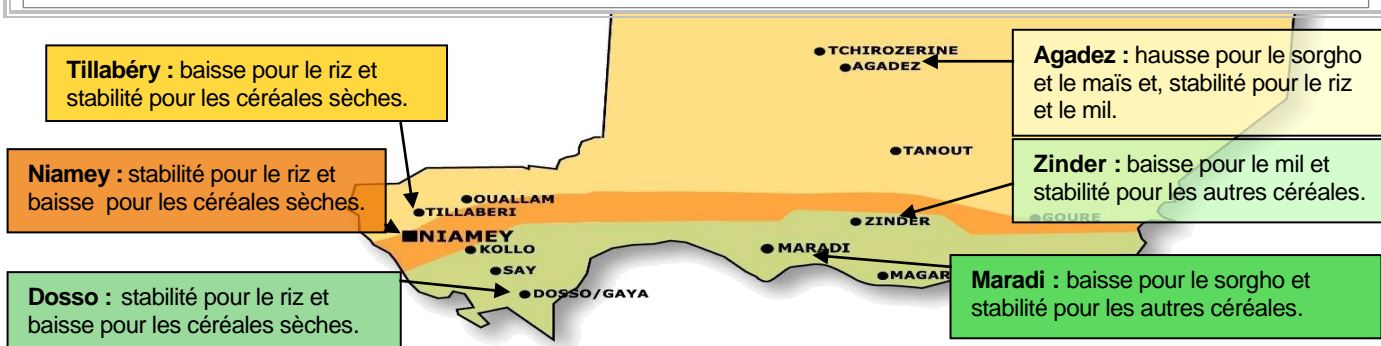 Tillabéry : baisse pour le riz et
stabilité pour les céréales sèches.
Niamey : stabilité pour le riz et
baisse pour les céréales sèches.
Dosso : stabilité pour le riz et
baisse pour les céréales sèches.
TCHIROZERINE
AGADEZ
TANOUT
OUALLAM
TILLABERI
NIAMEY
KOLLO
SAY
DOSSO/GAYA
ZINDER
GOURE
MARADI
MAGAR
Agadez : hausse pour le sorgho
et le maïs et, stabilité pour le riz
et le mil.
Zinder : baisse pour le mil et
stabilité pour les autres céréales.
Maradi : baisse pour le sorgho et
stabilité pour les autres céréales.